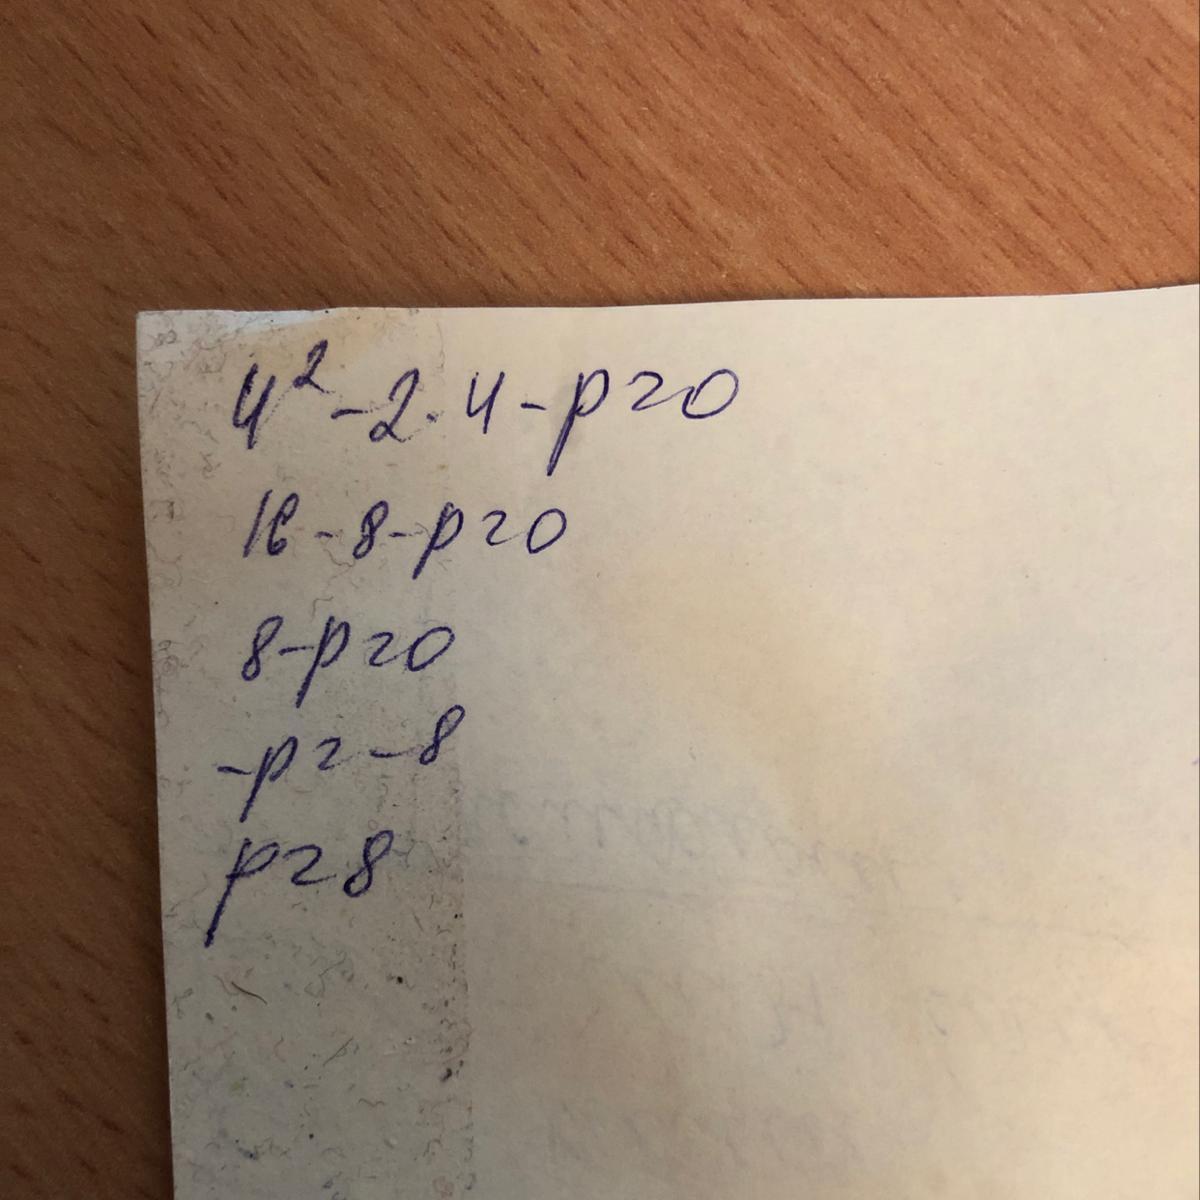 4² - 2 · 4 - p = 0
16 - 8 - p = 0
8 - p = 0
-p = -8
p = 8